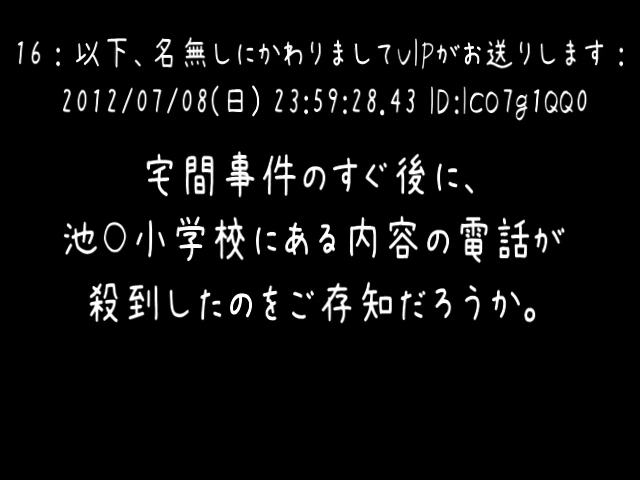 16：以下、名無しにかわりましてVIPがお送りします：
2012/07/08(日) 23:59:28.43 ID:lCO7g1QQ0
宅間事件のすぐ後に、
池○小学校にある内容の電話が
殺到したのをご存知だろうか。